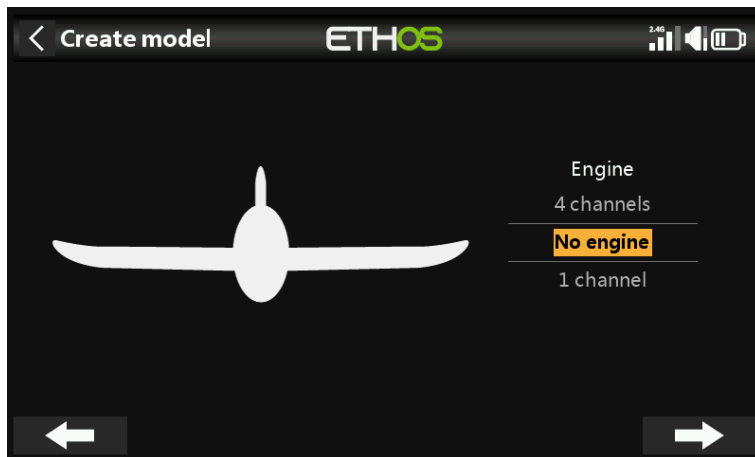 Create model
ETHOS
2.4G
Engine
4 channels
No engine
1 channel